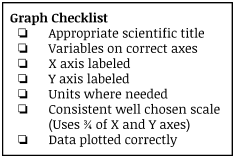 Graph Checklist
❏ Appropriate scientific title
❏ Variables on correct axes
❏ X axis labeled
❏ Y axis labeled
❏ Units where needed
❏ Consistent well chosen scale
(Uses ¾ of X and Y axes)
❏ Data plotted correctly